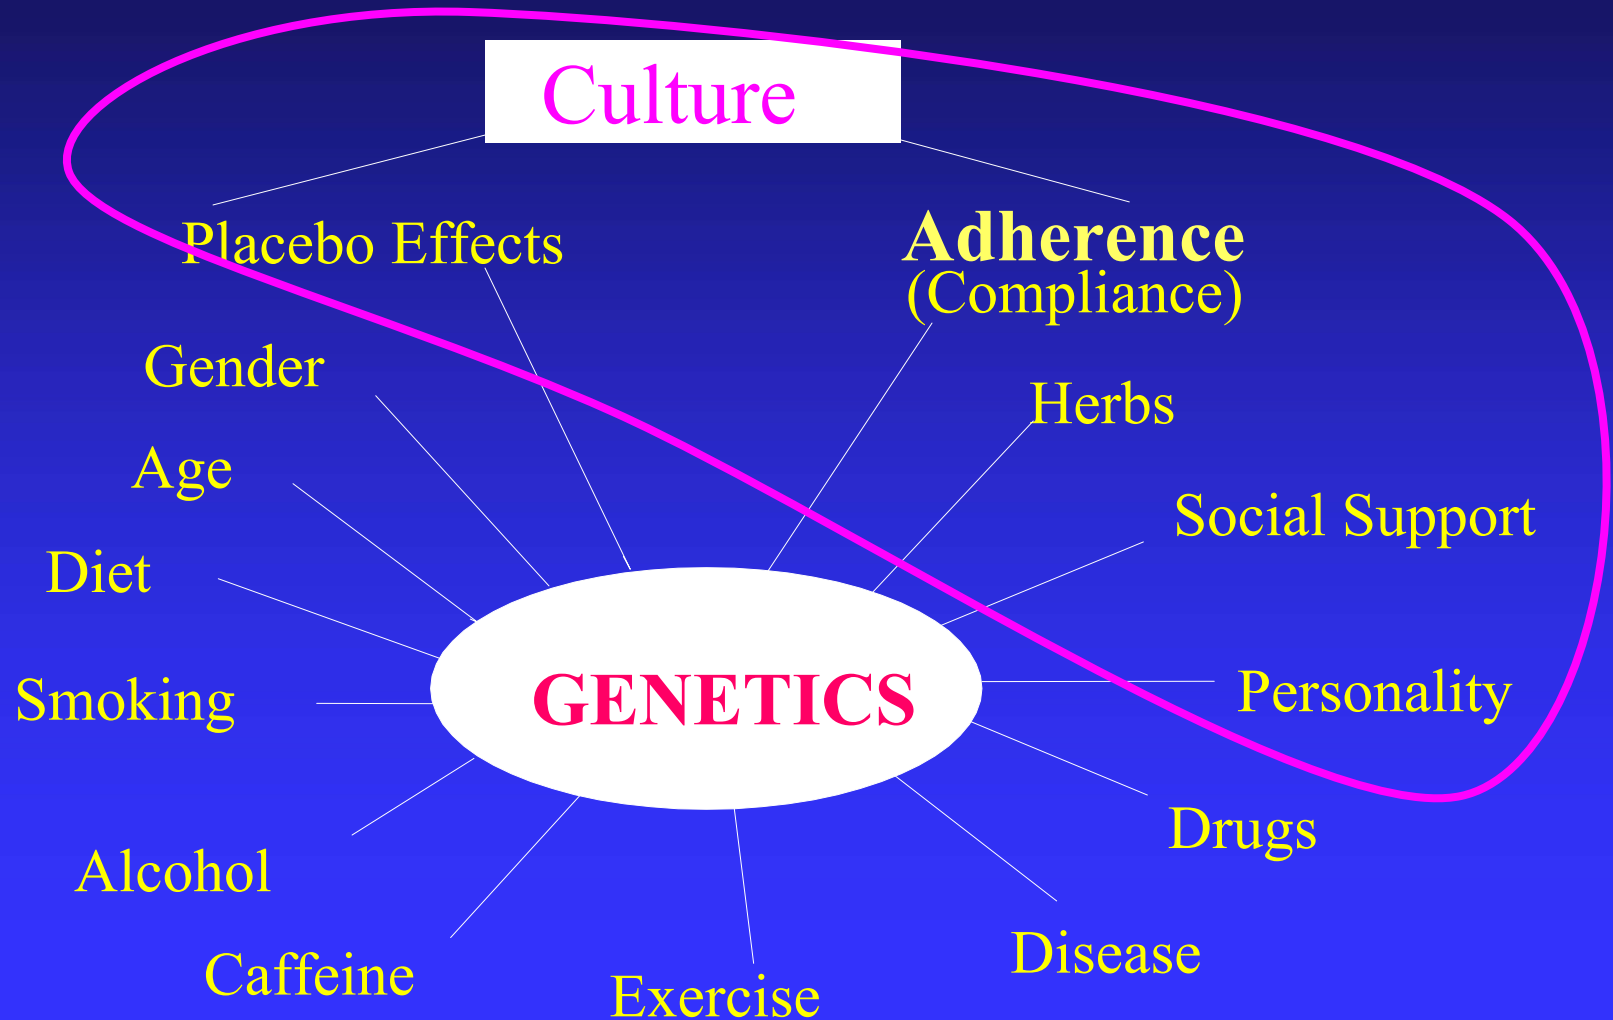 Culture
Placebo Effects
Adherence
(Compliance)
Gender
Herbs
Age
Social Support
Diet
GENETICS
Smoking
Personality
Drugs
Alcohol
Disease
Caffeine
Exercise